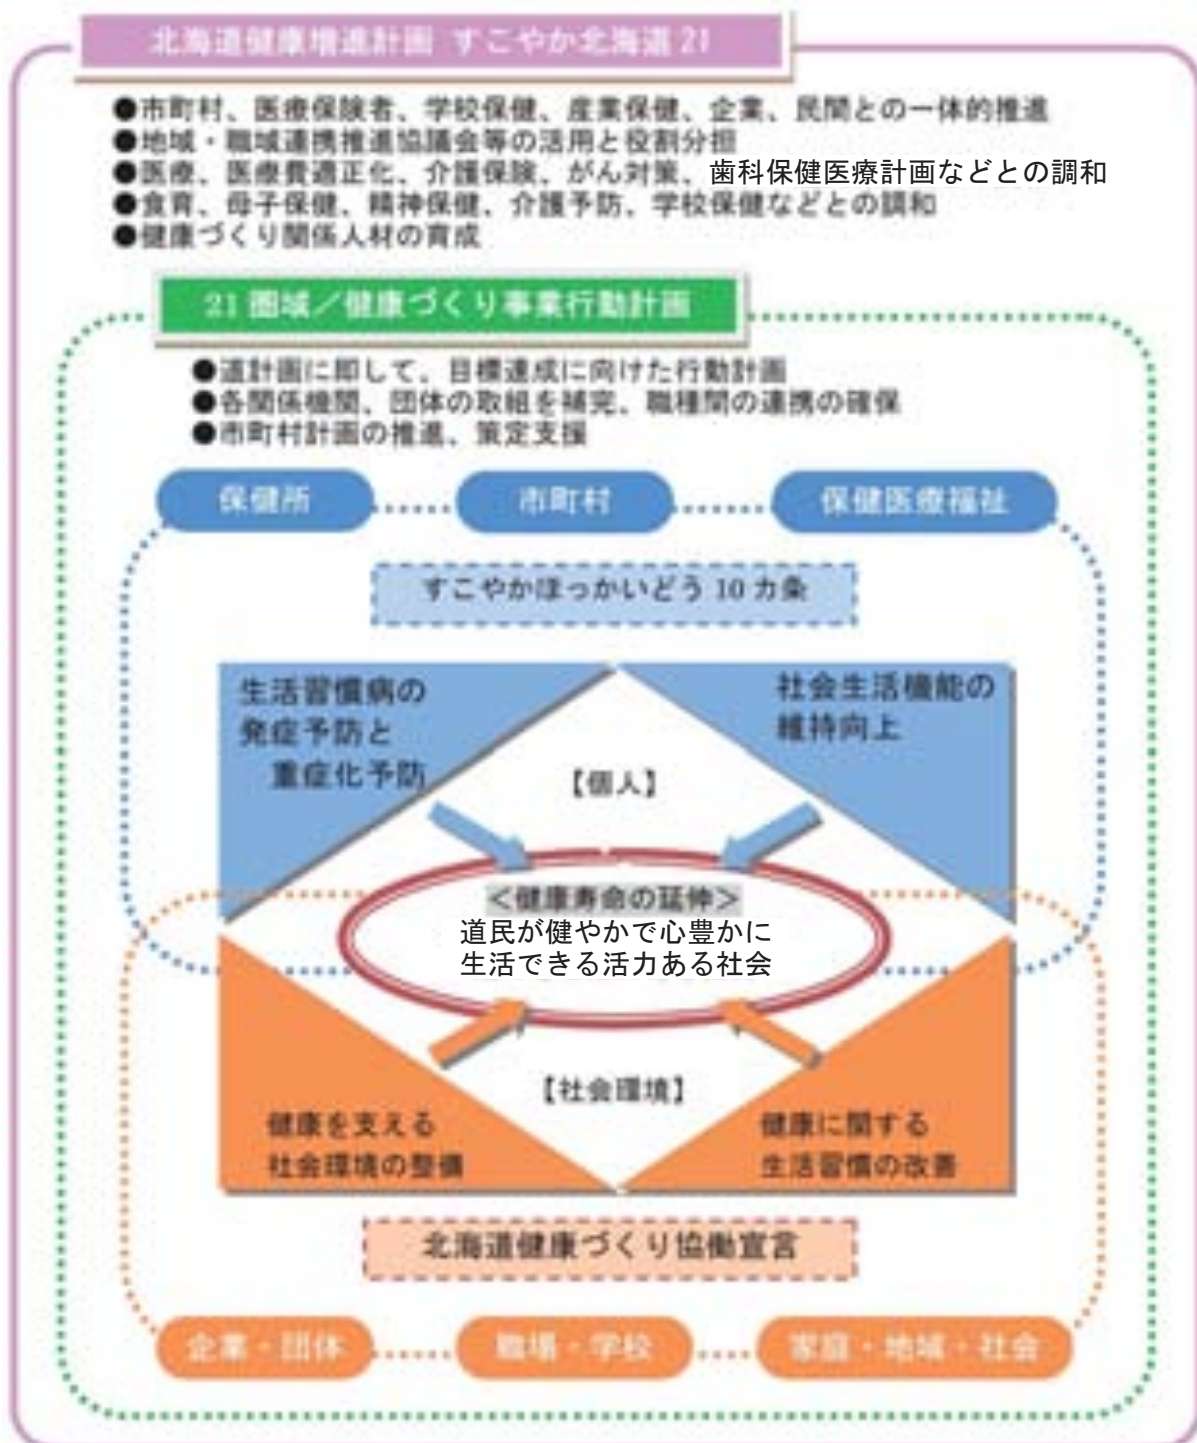 北海道健康増進計画 すこやか北海道21
●市町村、医療保険者、学校保健、産業保健、企業、民間との一体的推進
●地域・職域連携推進協議会等の活用と役割分担
●医療、医療費適正化、介護保険、がん対策、歯科保健医療計画などとの調和
●食育、母子保健、精神保健、介護予防、学校保健などとの調和
●健康づくり関係人材の育成
21圏域／健康づくり事業行動計画
●道計画に即して、目標達成に向けた行動計画
●各関係機関、団体の取組を補完、職種間の連携の確保
●市町村計画の推進、策定支援
保健所
市町村
保健医療福祉
すこやかほっかいどう10カ条
生活習慣病の
発症予防と
重症化予防
社会生活機能の
維持向上
【個人】
＜健康寿命の延伸＞
道民が健やかで心豊かに
生活できる活力ある社会
【社会環境】
健康を支える
社会環境の整備
健康に関する
生活習慣の改善
北海道健康づくり協働宣言
企業・団体
職場・学校
家庭・地域・社会